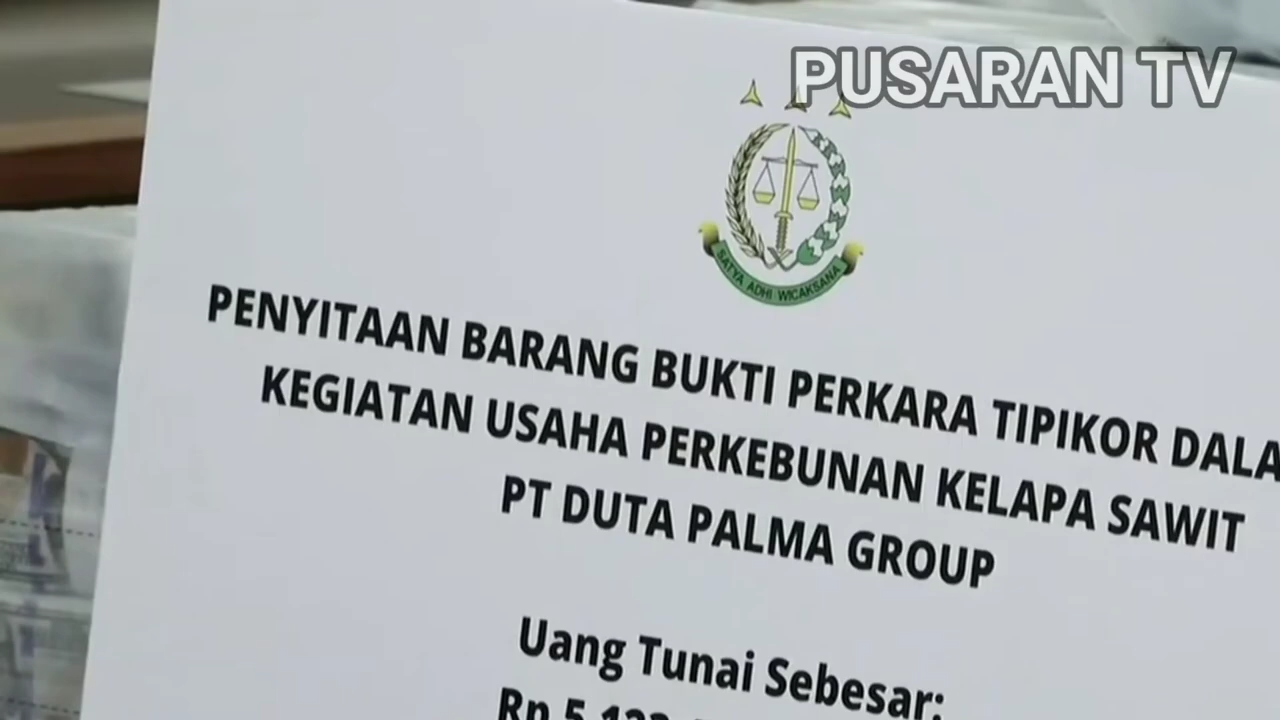 PUSARAN TV
SATYA ADHI WICAKSANA
PENYITAAN BARANG BUKTI PERKARA TIPIKOR
KEGIATAN USAHA PERKEBUNAN KELAPA SAWIT
PT DUTA PALMA GROUP
Uang Tunai Sebesar:
Rp